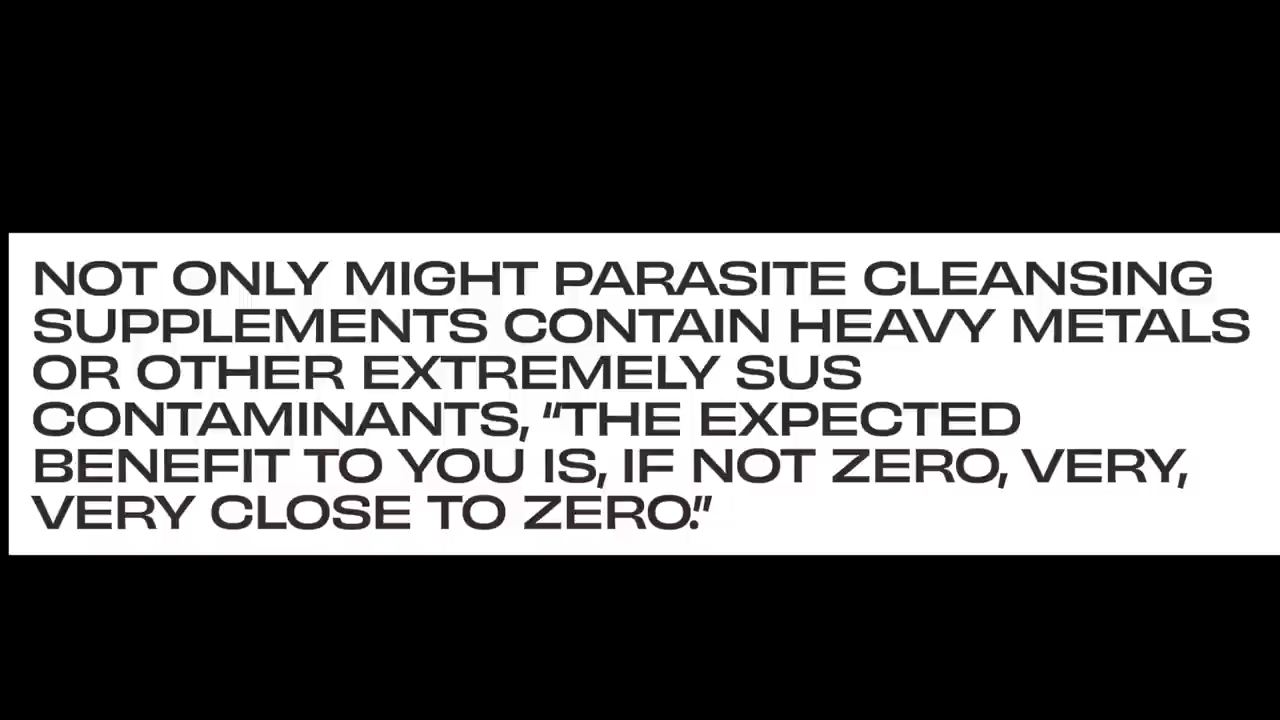 NOT ONLY MIGHT PARASITE CLEANSING
SUPPLEMENTS CONTAIN HEAVY METALS
OR OTHER EXTREMELY SUS
CONTAMINANTS, “THE EXPECTED
BENEFIT TO YOU IS, IF NOT ZERO, VERY,
VERY CLOSE TO ZERO.”